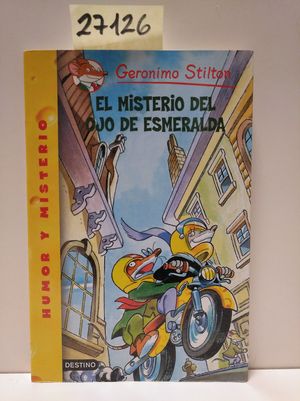 27126
Geronimo Stilton
EL MISTERIO DEL
OJO DE ESMERALDA
HUMOR Y MISTERIO
DESTINO